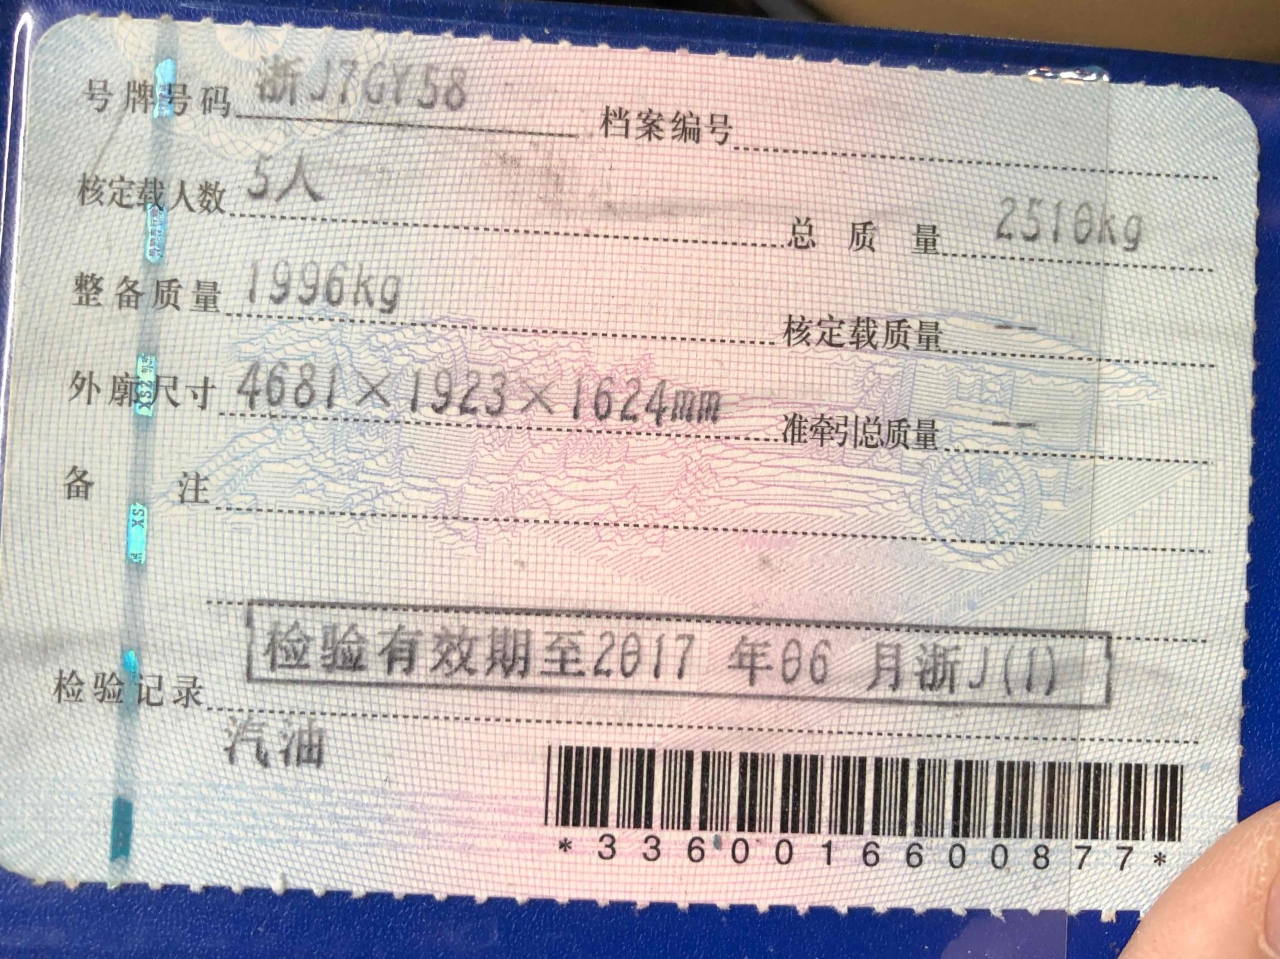 号牌号码 浙J7GY58 档案编号
核定载人数 5人 总质量 2510kg
整备质量 1996kg 核定载质量 --
外廓尺寸 4681×1923×1624mm 准牵引总质量 --
备注
检验记录 检验有效期至2017 年06 月浙J(1)
汽油
*3360016600877*